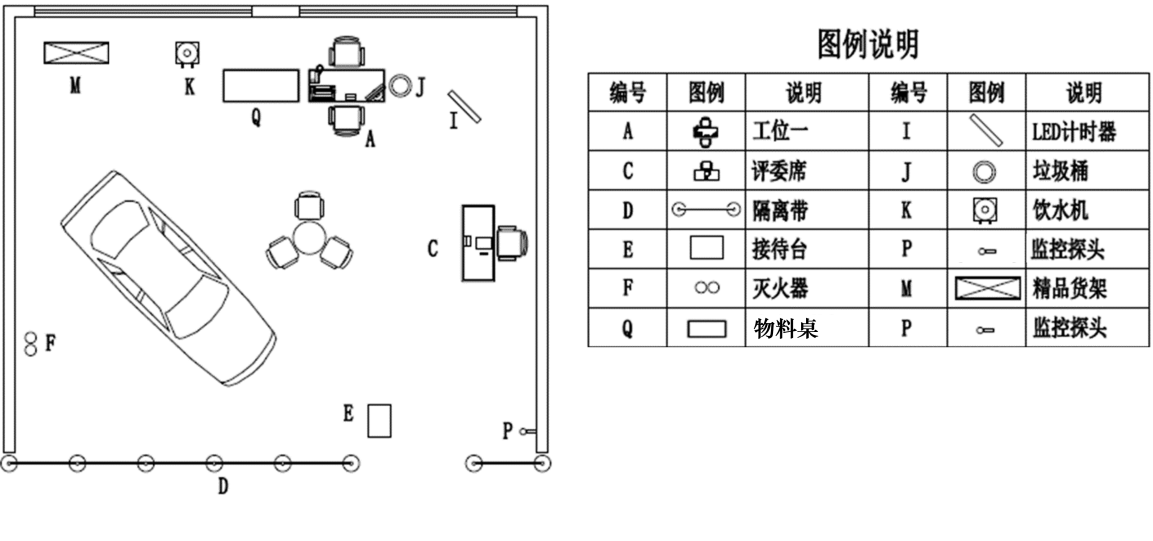 图例说明
编号 图例 说明 编号 图例 说明
A 工位一 I LED计时器
C 评委席 J 垃圾桶
D 隔离带 K 饮水机
E 接待台 P 监控探头
F 灭火器 M 精品货架
Q 物料桌 P 监控探头
M
K
Q
J
A
I
C
F
E
P
D